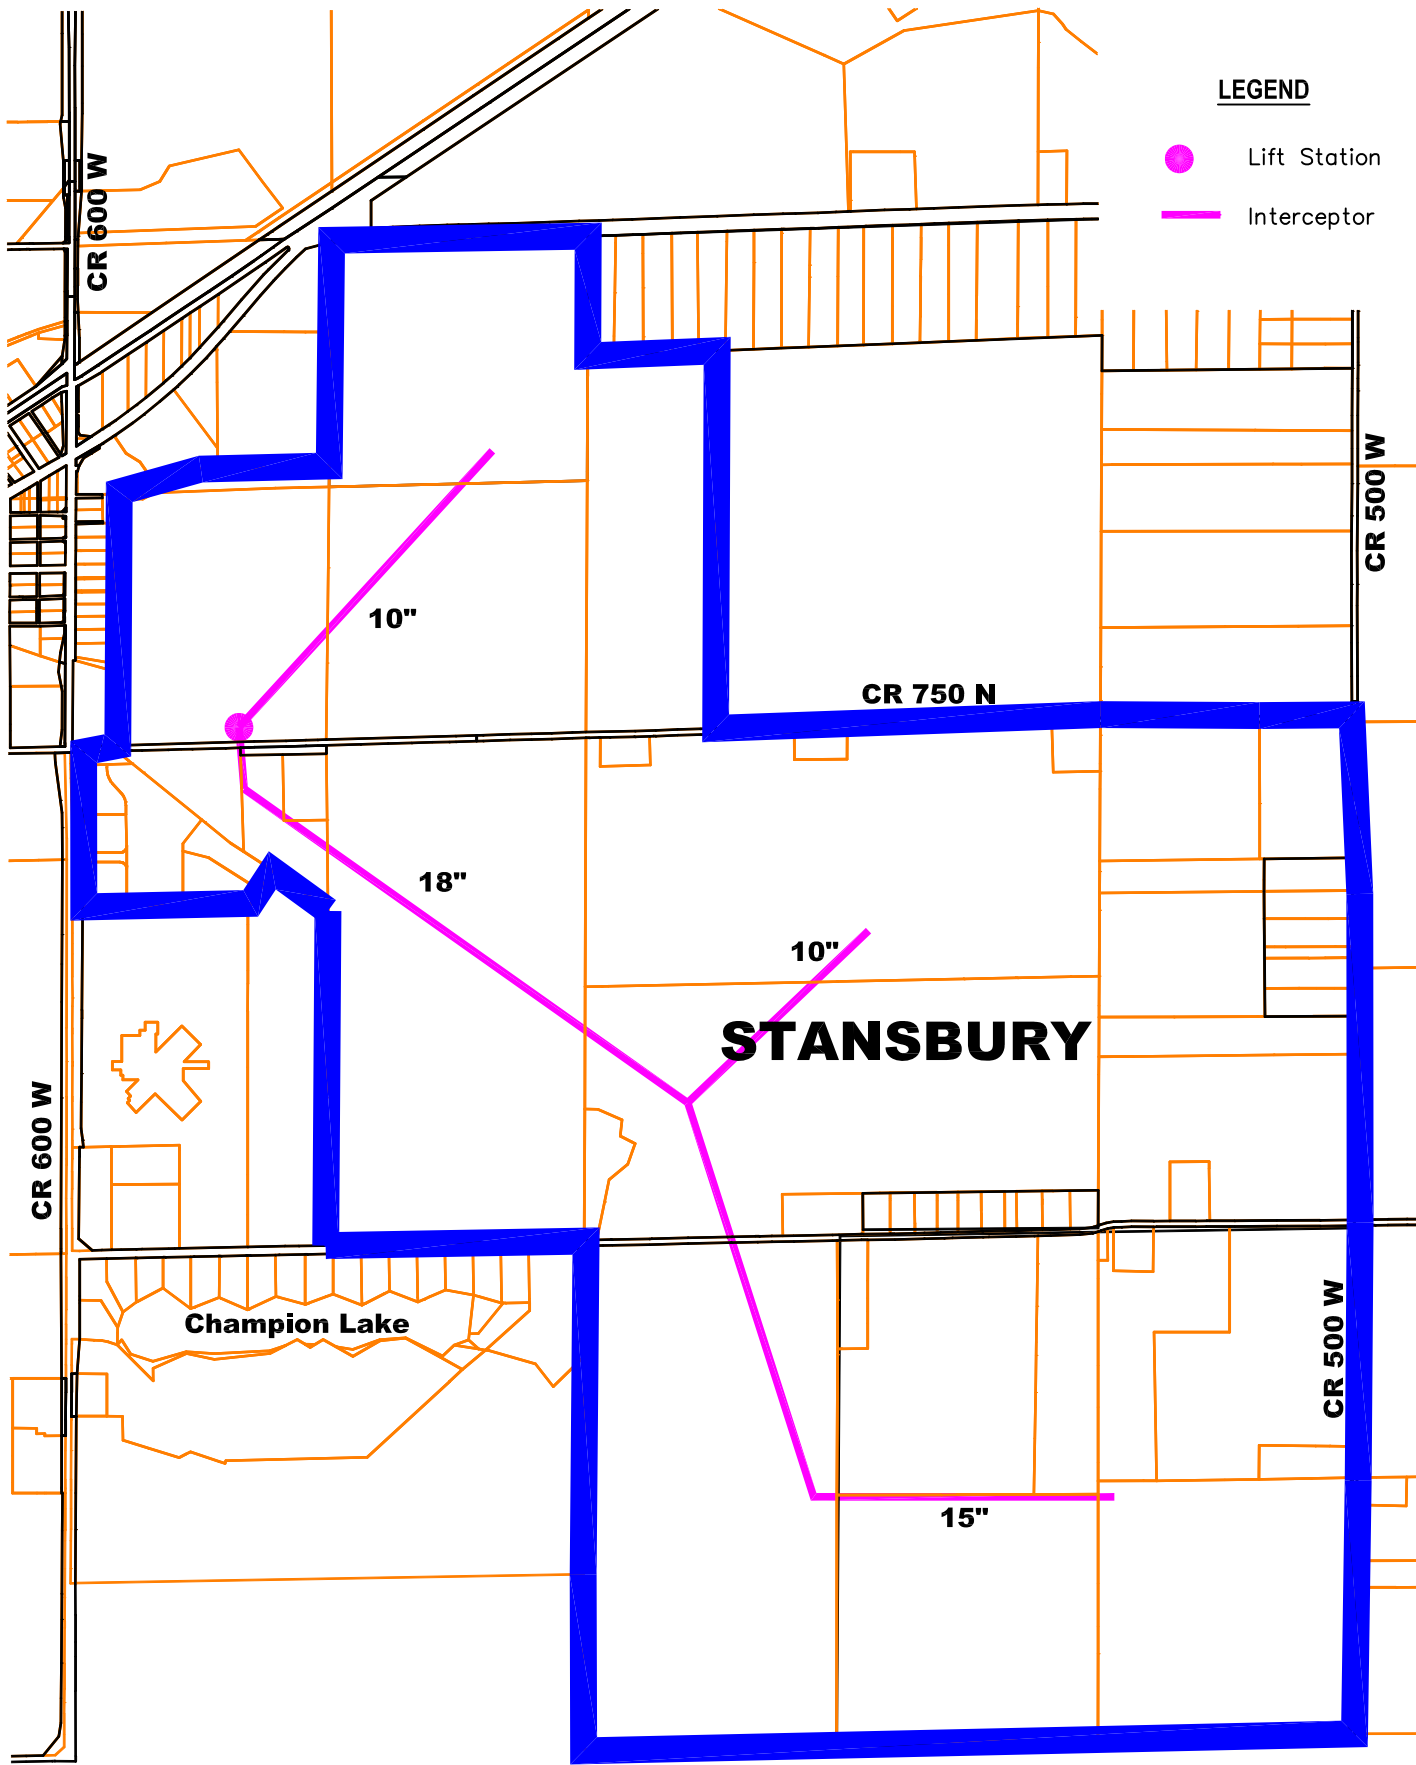 LEGEND
Lift Station
Interceptor
CR 600 W
CR 500 W
10"
CR 750 N
18"
10"
STANSBURY
CR 600 W
Champion Lake
CR 500 W
15"